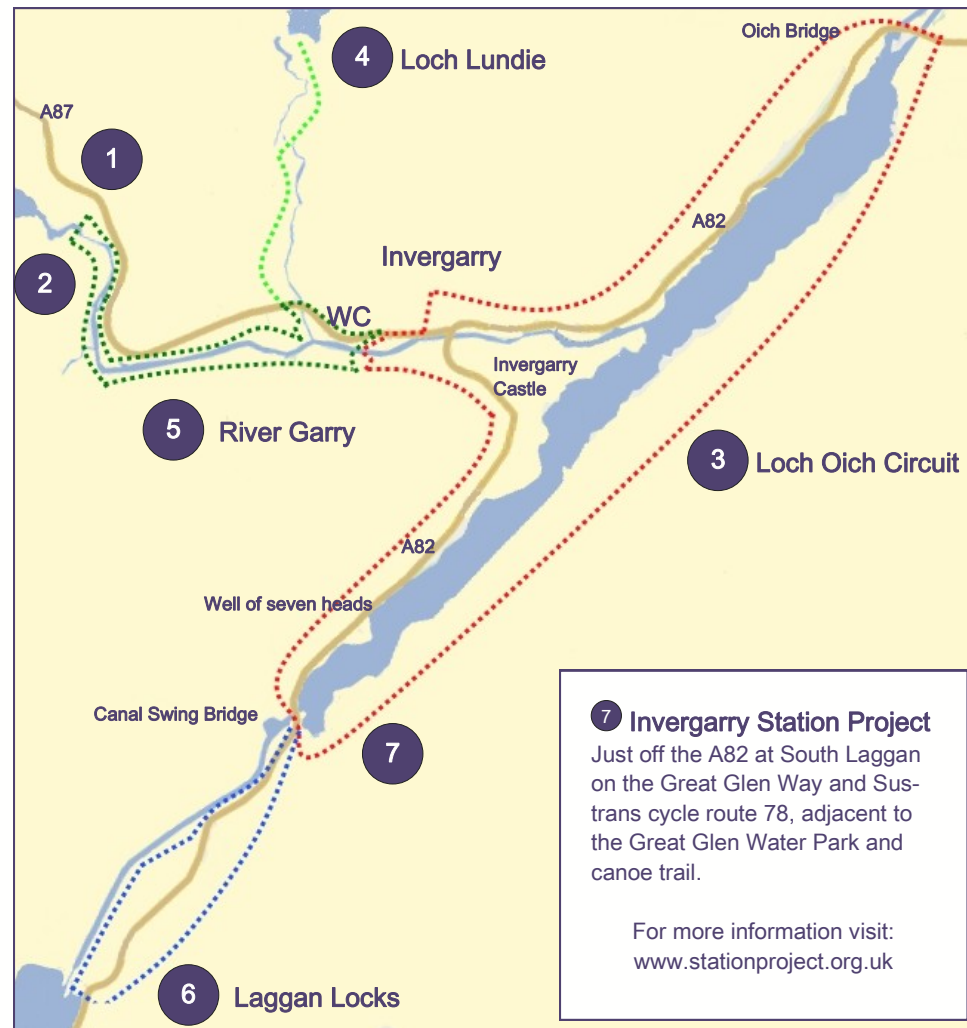 Oich Bridge
4 Loch Lundie
A87
1
A82
Invergarry
2
WC
Invergarry
Castle
5 River Garry
3 Loch Oich Circuit
A82
Well of seven heads
Canal Swing Bridge
7
7 Invergarry Station Project
Just off the A82 at South Laggan
on the Great Glen Way and Sus-
trans cycle route 78, adjacent to
the Great Glen Water Park and
canoe trail.
For more information visit:
www.stationproject.org.uk
6 Laggan Locks